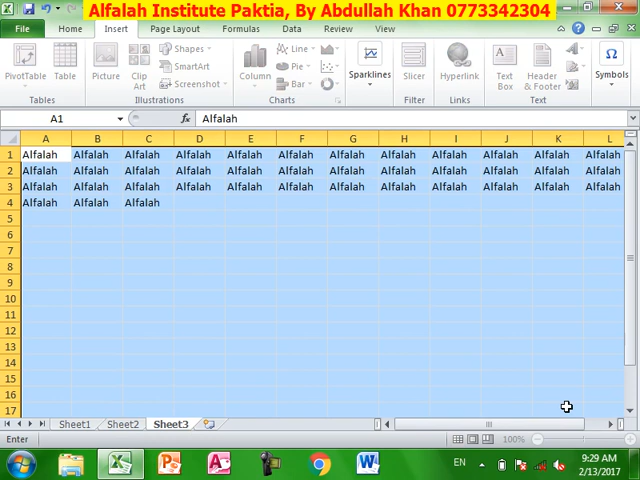 Alfalah Institute Paktia, By Abdullah Khan 0773342304
File Home Insert Page Layout Formulas Data Review View
PivotTable Table Picture Clip Art Shapes SmartArt Screenshot Column Line Pie Bar Sparklines Slicer Hyperlink Text Box Header & Footer Symbols
Tables Illustrations Charts Filter Links Text
A1 fx Alfalah
A B C D E F G H I J K L
1 Alfalah Alfalah Alfalah Alfalah Alfalah Alfalah Alfalah Alfalah Alfalah Alfalah Alfalah Alfalah
2 Alfalah Alfalah Alfalah Alfalah Alfalah Alfalah Alfalah Alfalah Alfalah Alfalah Alfalah Alfalah
3 Alfalah Alfalah Alfalah Alfalah Alfalah Alfalah Alfalah Alfalah Alfalah Alfalah Alfalah Alfalah
4 Alfalah Alfalah Alfalah
5
6
7
8
9
10
11
12
13
14
15
16
17
Sheet1 Sheet2 Sheet3
Enter 100%
EN 9:29 AM
2/13/2017